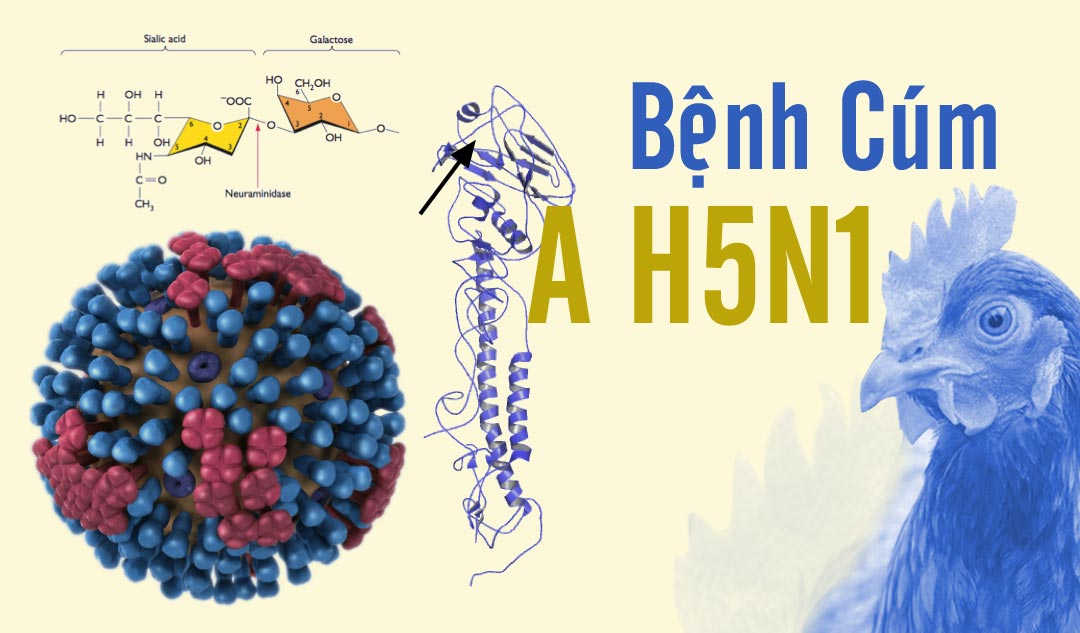 Sialic acid
Galactose
HO
CH₂OH
H OH H
⁻OOC
6
O
4
5
HO C C C
6
O
2
O
3
2
1
O
H H OH
4
OH
HN
5
3
OH
C=O
Neuraminidase
CH₃
Bệnh Cúm
A H5N1